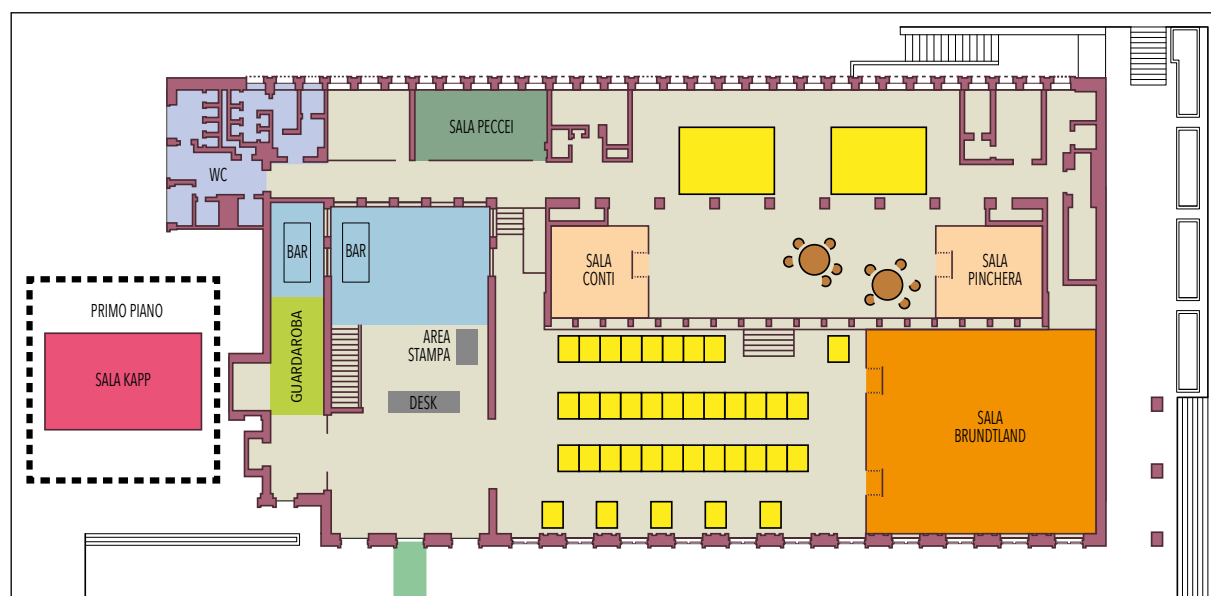 SALA PECCEI
WC
BAR
BAR
SALA
CONTI
SALA
PINCHERA
PRIMO PIANO
SALA KAPP
GUARDAROBA
AREA
STAMPA
DESK
SALA
BRUNDTLAND